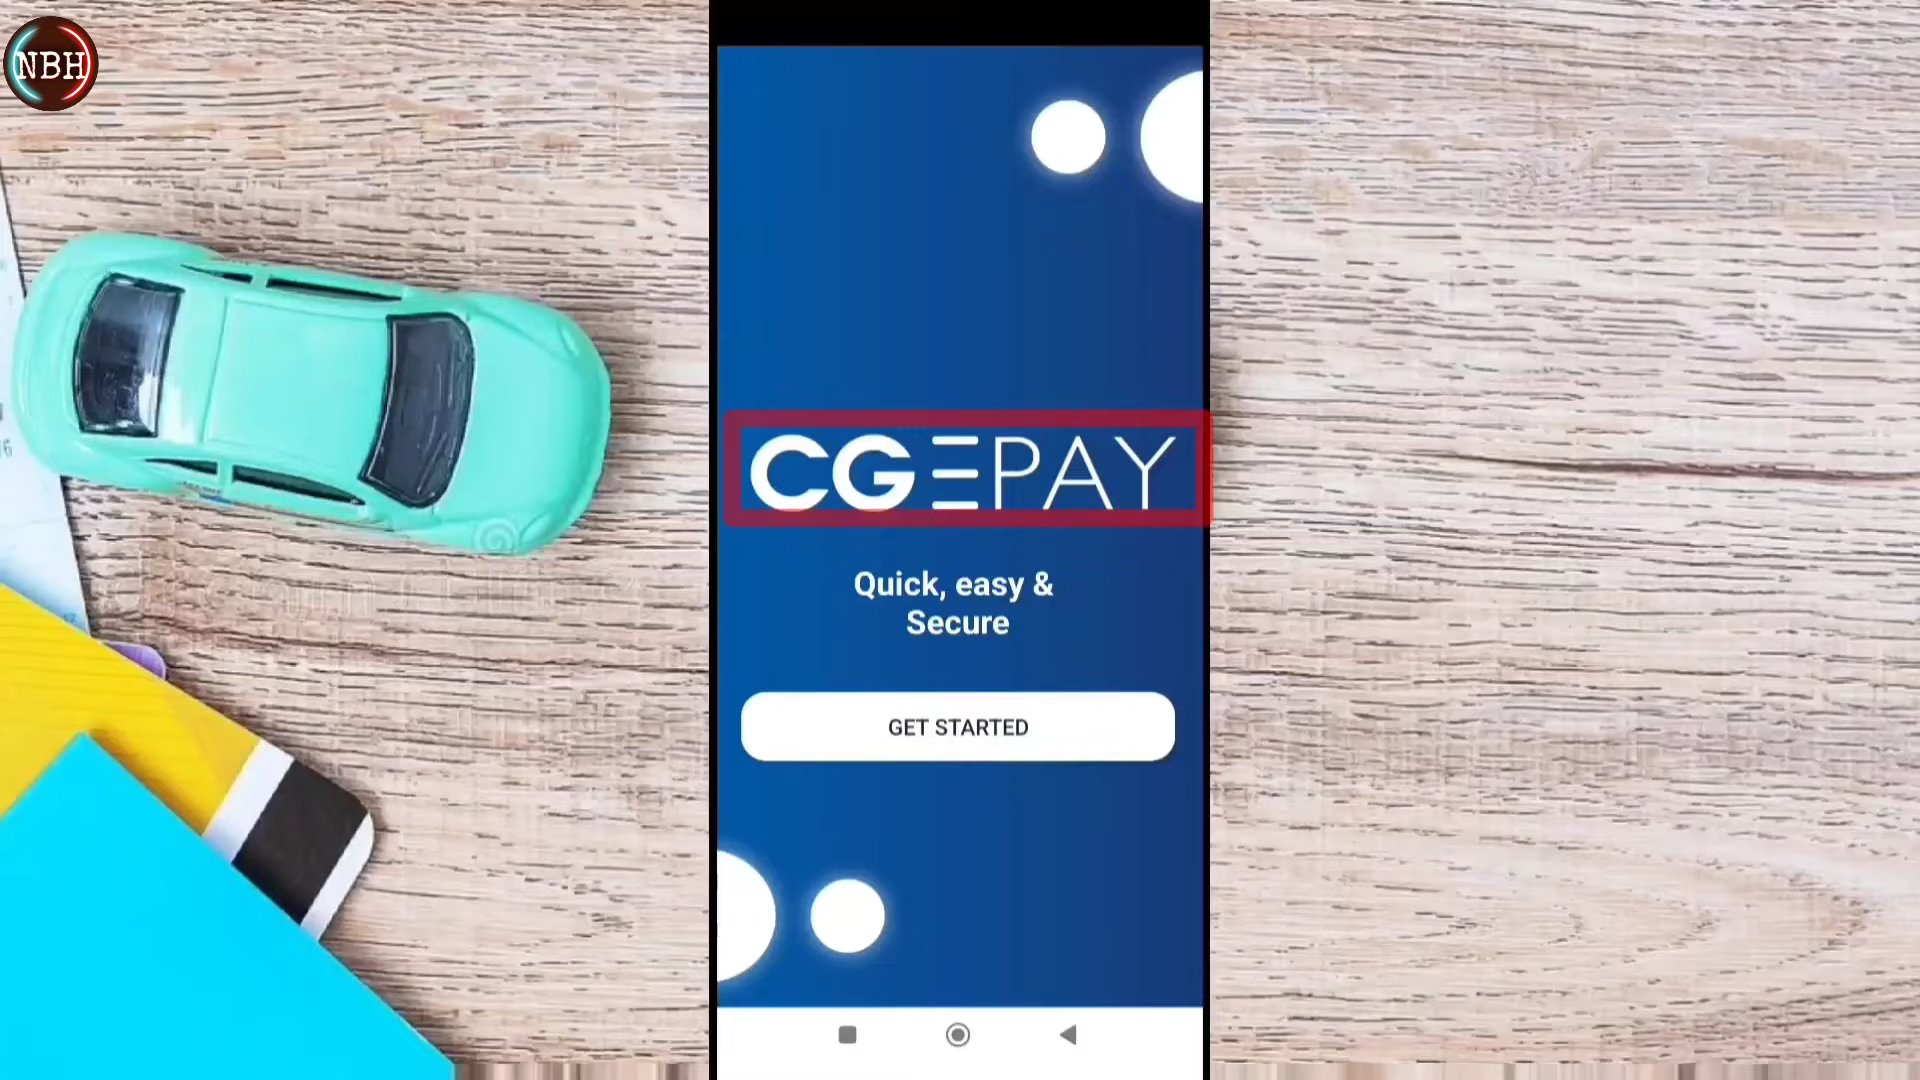 NBH
CGEPAY
Quick, easy &
Secure
GET STARTED